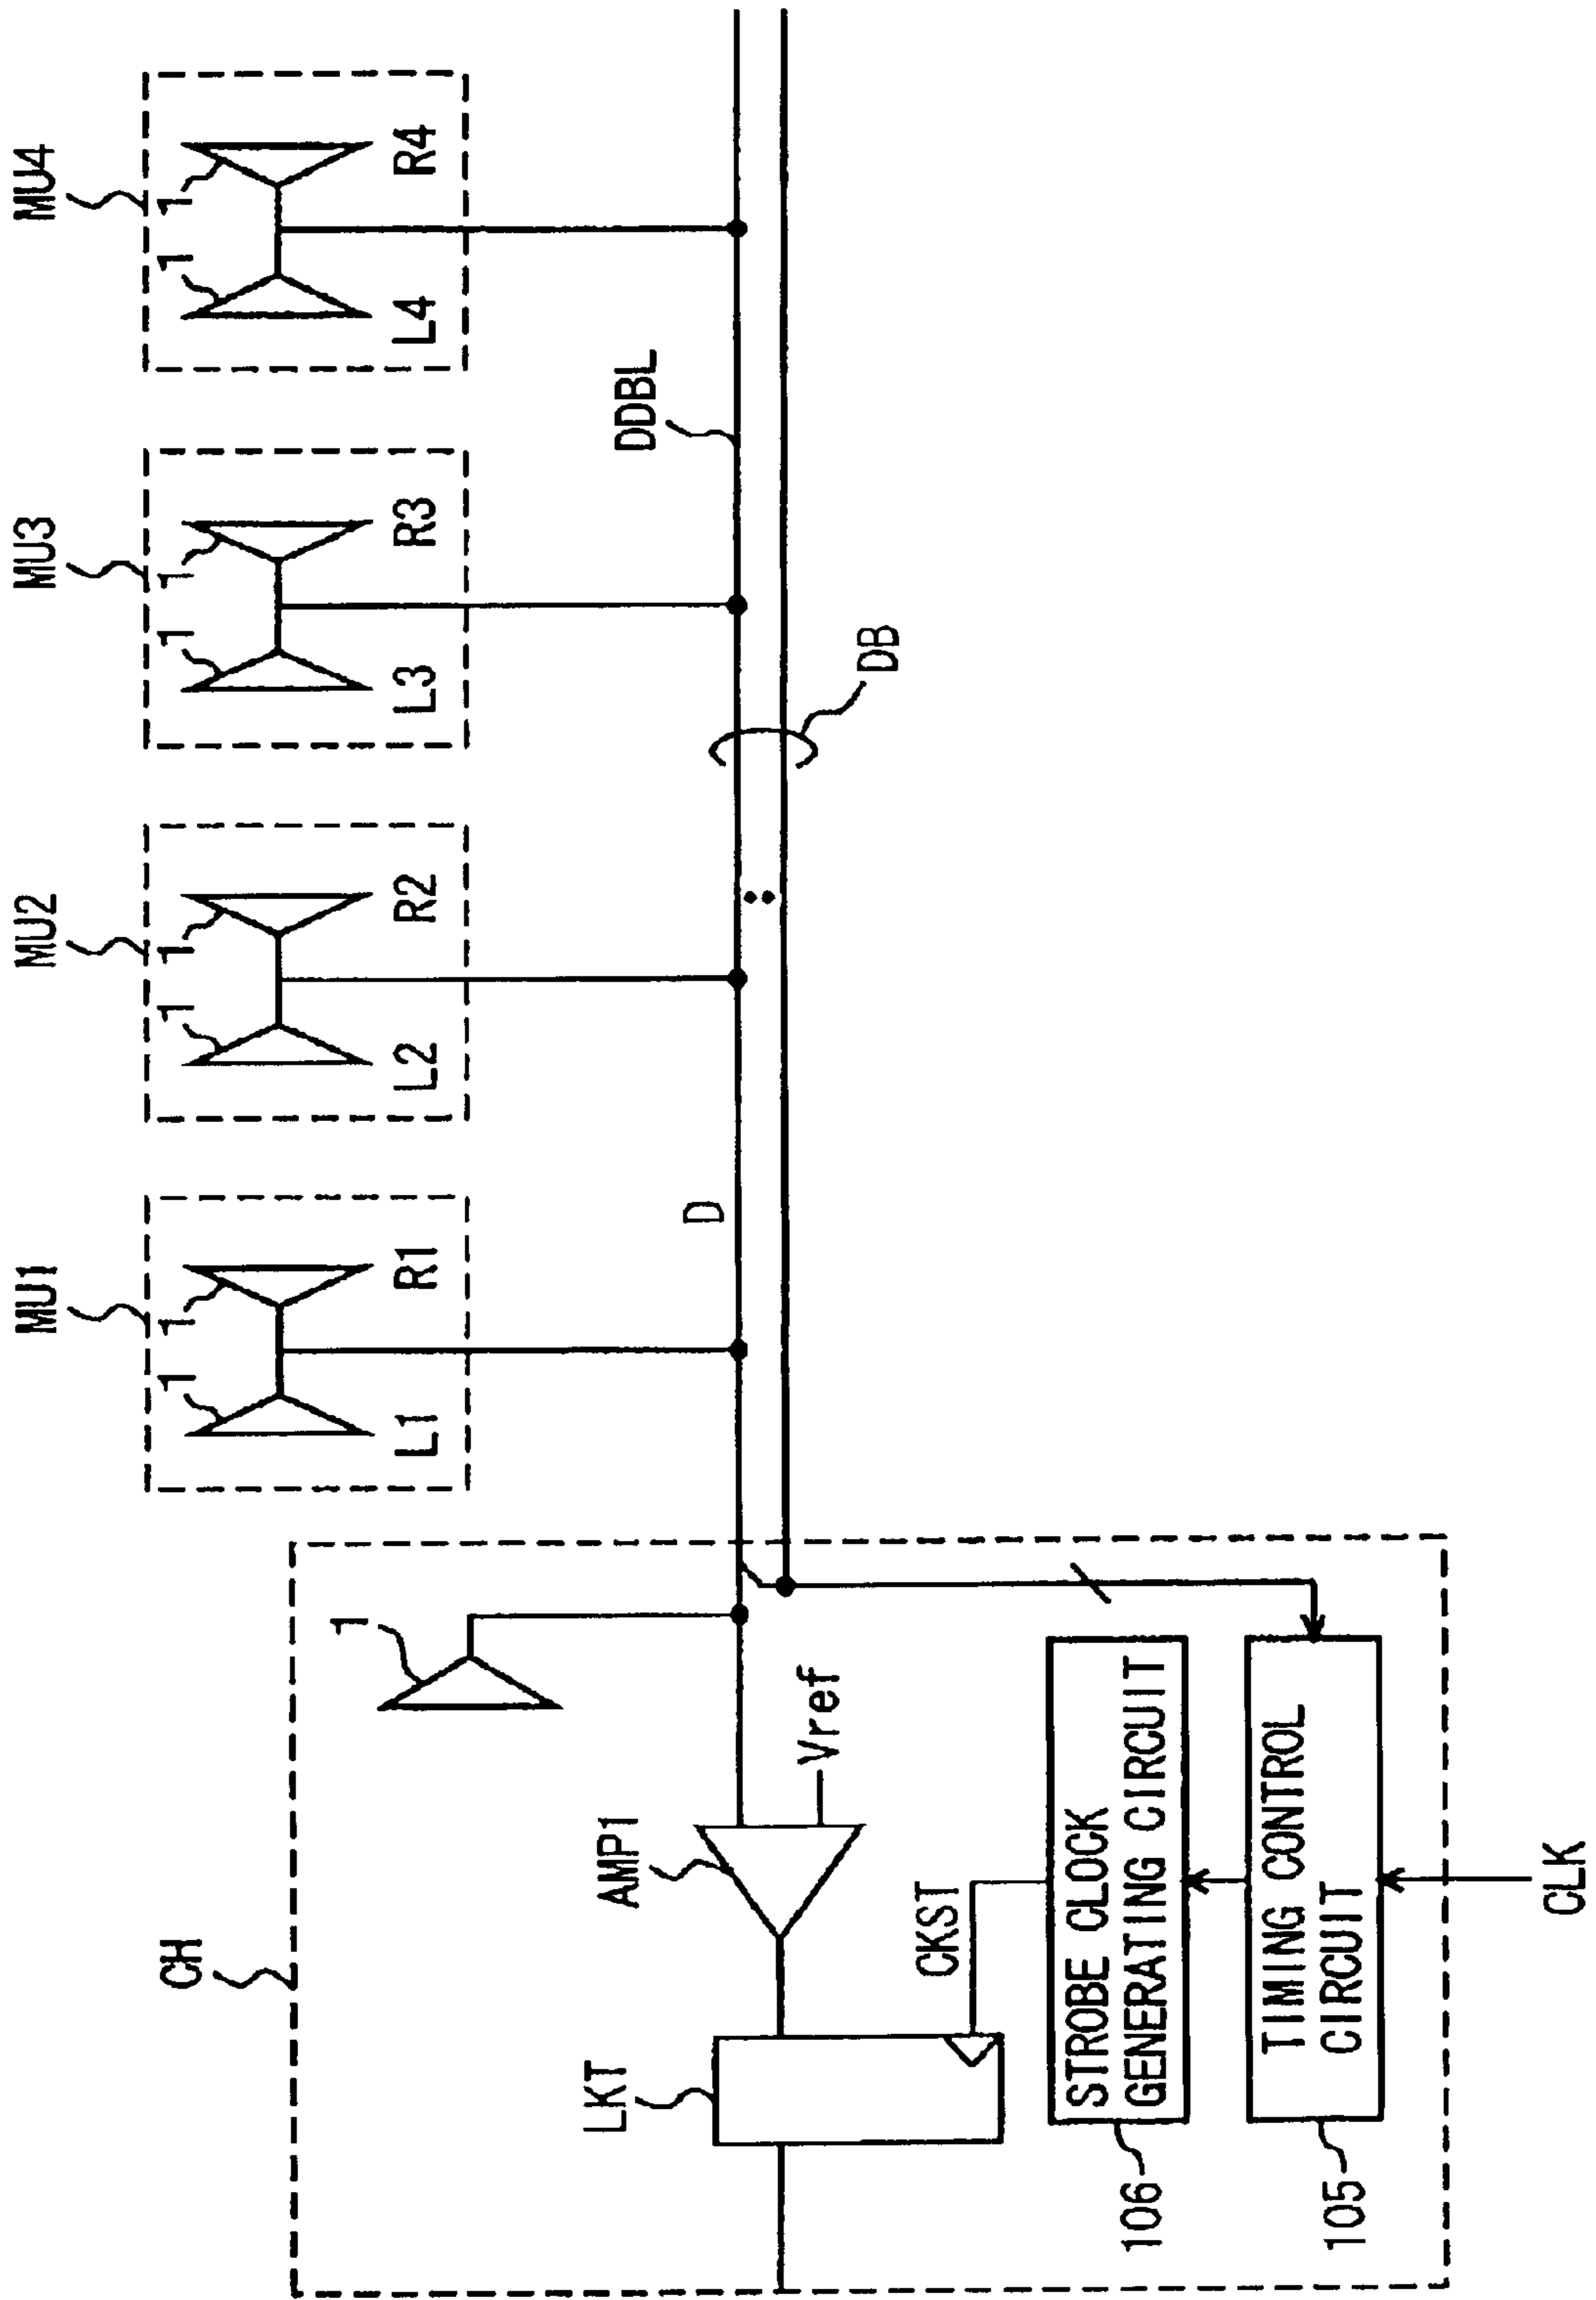 MU1
MU2
MU3
MU4
1
1
1
1
1
1
1
1
L1
R1
L2
R2
L3
R3
L4
R4
CH
1
D
DDBL
DB
AMP1
Vref
LKT
CKST
STROBE CLOCK
GENERATING CIRCUIT
106
TIMING CONTROL
CIRCUIT
105
CLK